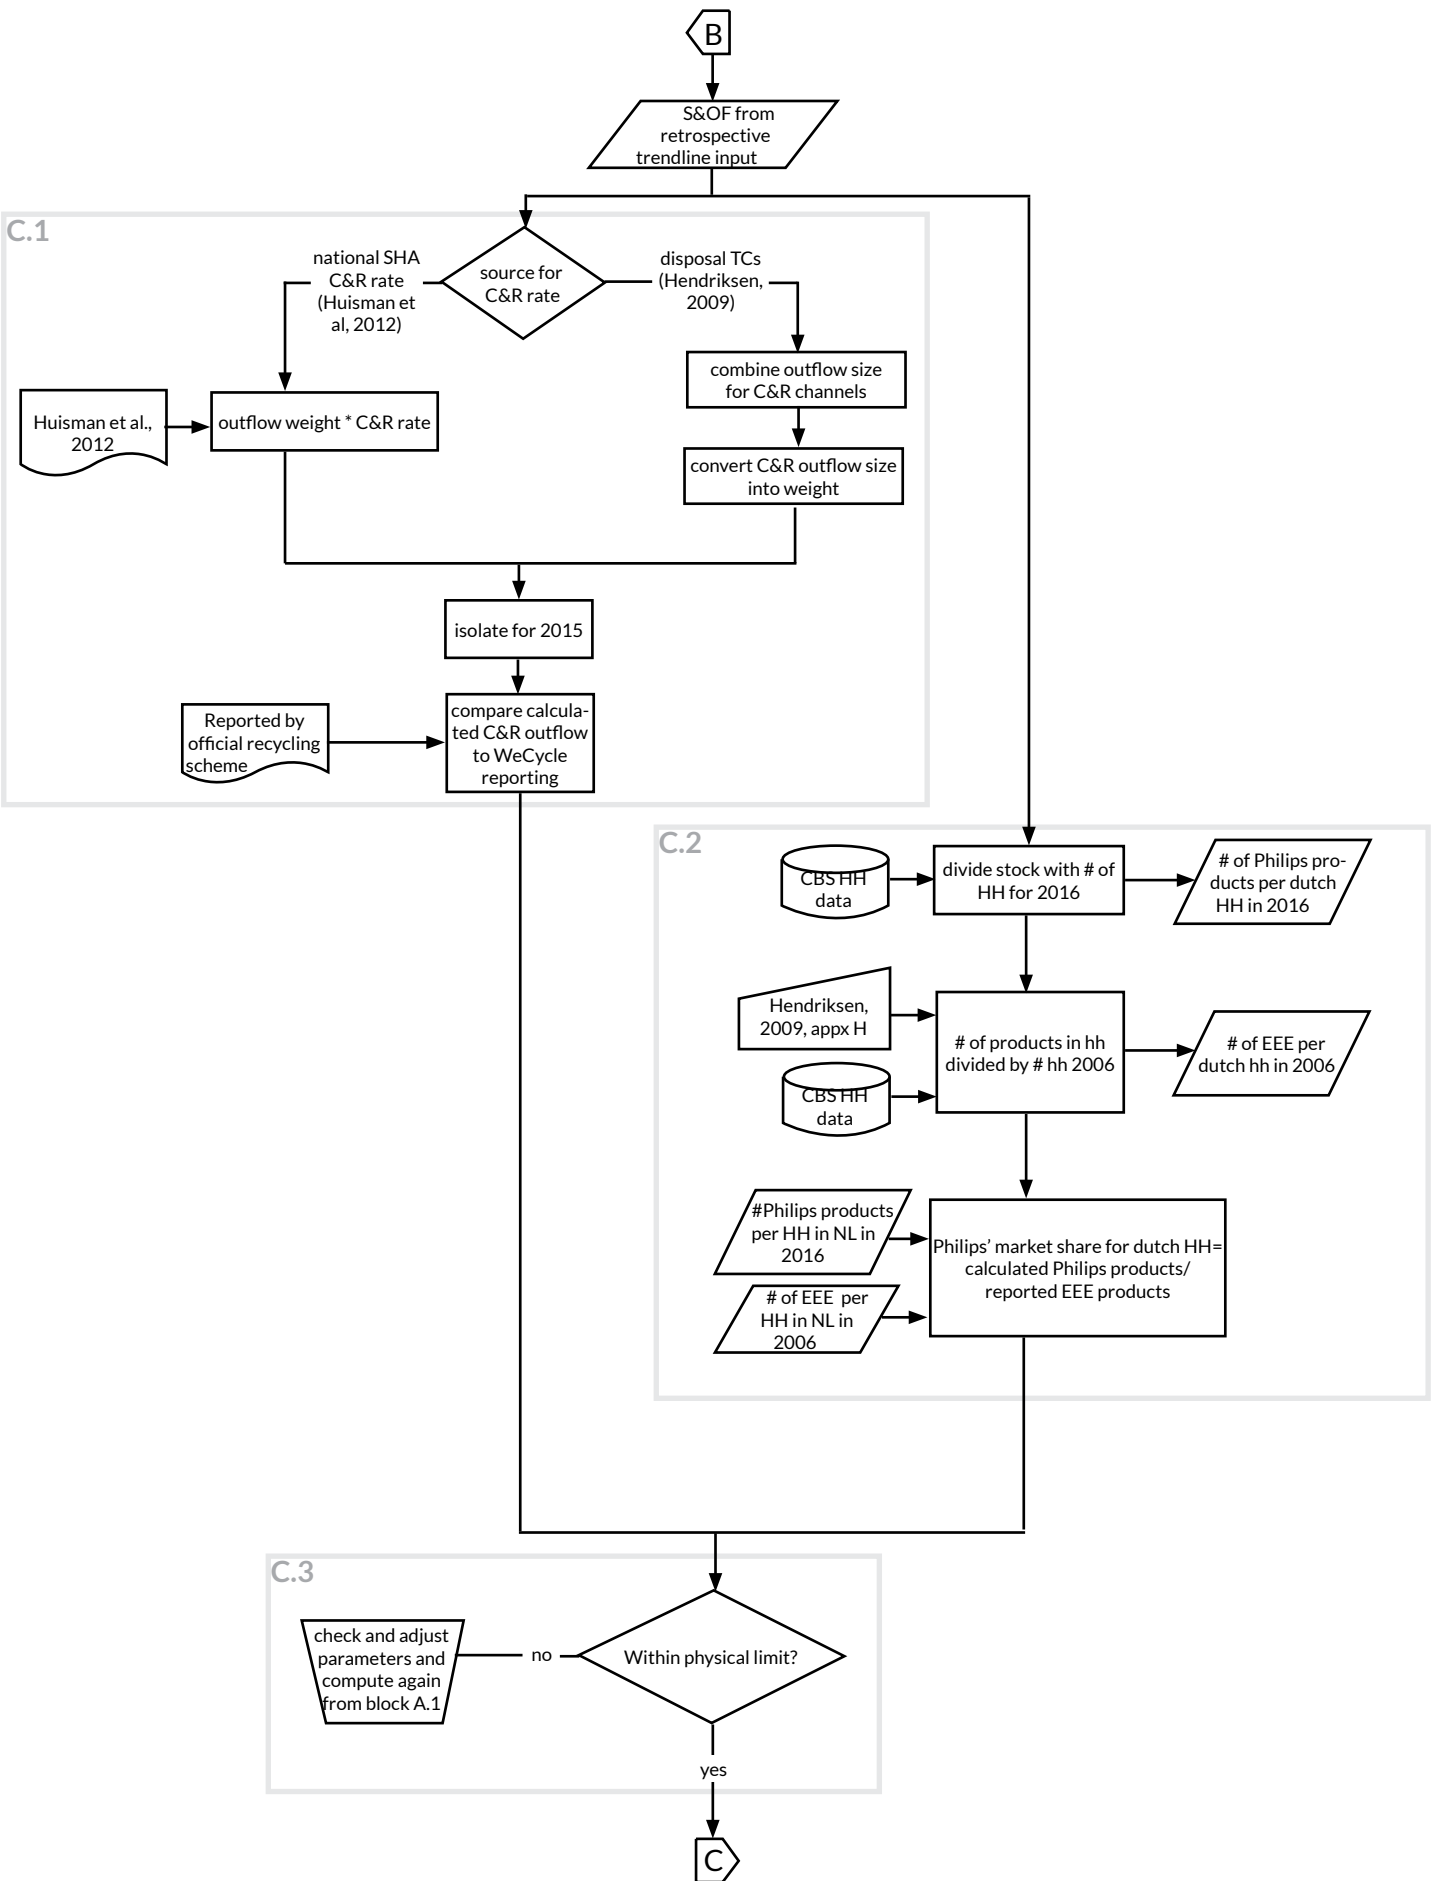 B
S&OF from
retrospective
trendline input
C.1
national SHA
C&R rate
(Huisman et
al, 2012)
source for
C&R rate
disposal TCs
(Hendriksen,
2009)
combine outflow size
for C&R channels
Huisman et al.,
2012
outflow weight * C&R rate
convert C&R outflow size
into weight
isolate for 2015
Reported by
official recycling
scheme
compare calcula-
ted C&R outflow
to WeCycle
reporting
C.2
CBS HH
data
divide stock with # of
HH for 2016
# of Philips pro-
ducts per dutch
HH in 2016
Hendriksen,
2009, appx H
CBS HH
data
# of products in hh
divided by # hh 2006
# of EEE per
dutch hh in 2006
#Philips products
per HH in NL in
2016
# of EEE per
HH in NL in
2006
Philips' market share for dutch HH=
calculated Philips products/
reported EEE products
C.3
check and adjust
parameters and
compute again
from block A.1
no
Within physical limit?
yes
C